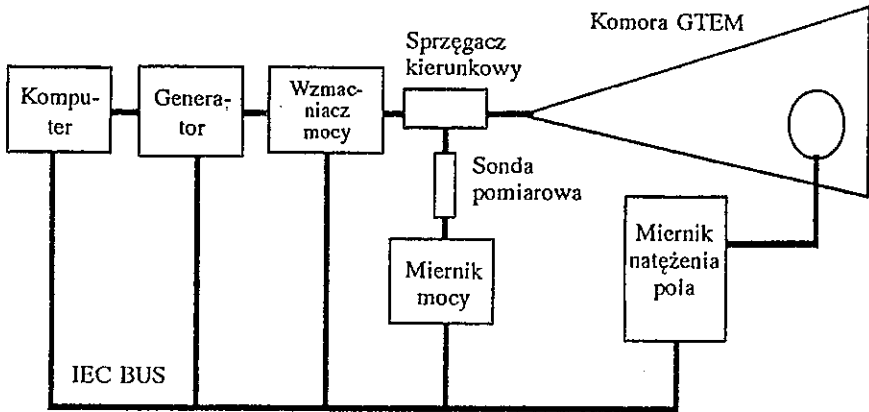 Komora GTEM
Sprzęgacz
kierunkowy
Kompu-
ter
Genera-
tor
Wzmac-
niacz
mocy
Sonda
pomiarowa
Miernik
mocy
Miernik
natężenia
pola
IEC BUS